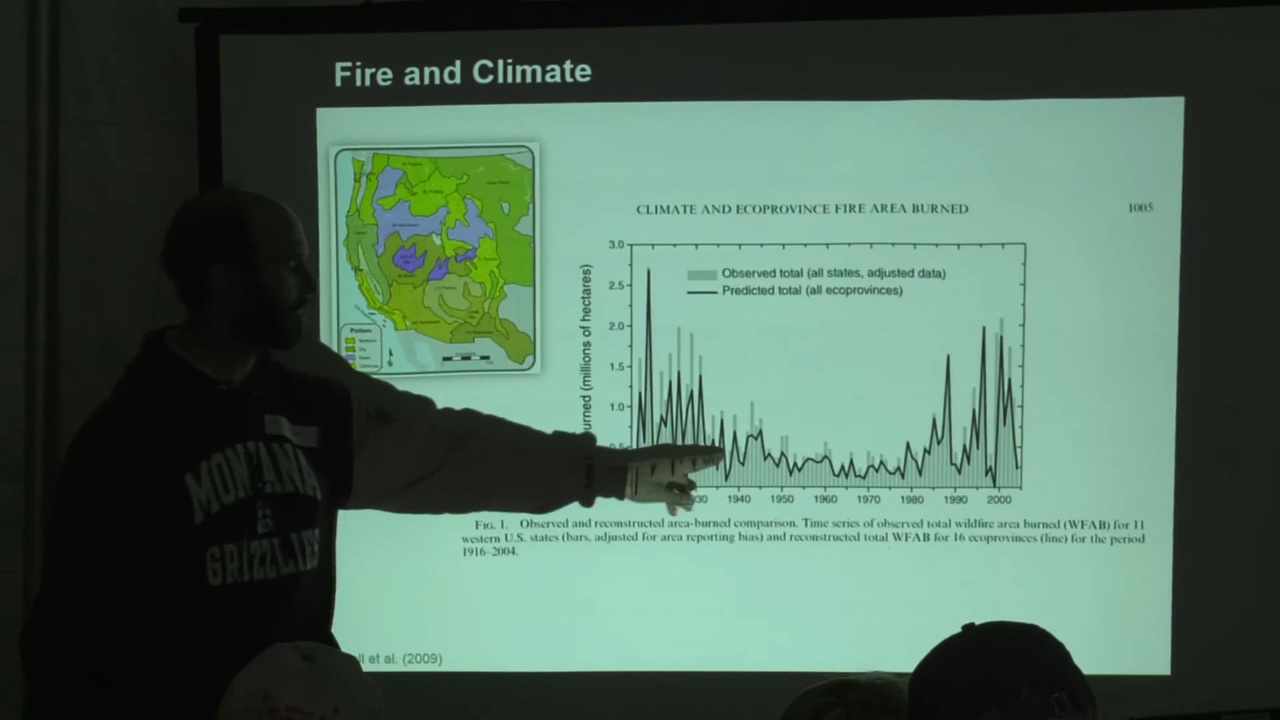 Fire and Climate
CLIMATE AND ECOPROVINCE FIRE AREA BURNED 1005
3.0
Observed total (all states, adjusted data)
2.5
Predicted total (all ecoprovinces)
2.0
1.5
1.0
urned (millions of hectares)
Pattern
1940 1950 1960 1970 1980 1990 2000
FIG. 1. Observed and reconstructed area-burned comparison. Time series of observed total wildfire area burned (WFAB) for 11
western U.S. states (bars, adjusted for area reporting bias) and reconstructed total WFAB for 16 ecoprovinces (line) for the period
1916–2004.
MONTANA
GRIZZLIES
ll et al. (2009)